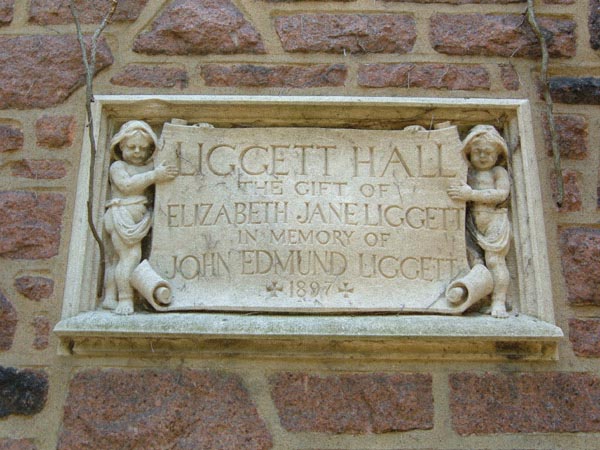 LIGGETT HALL
THE GIFT OF
ELIZABETH JANE LIGGETT
IN MEMORY OF
JOHN EDMUND LIGGETT
1897